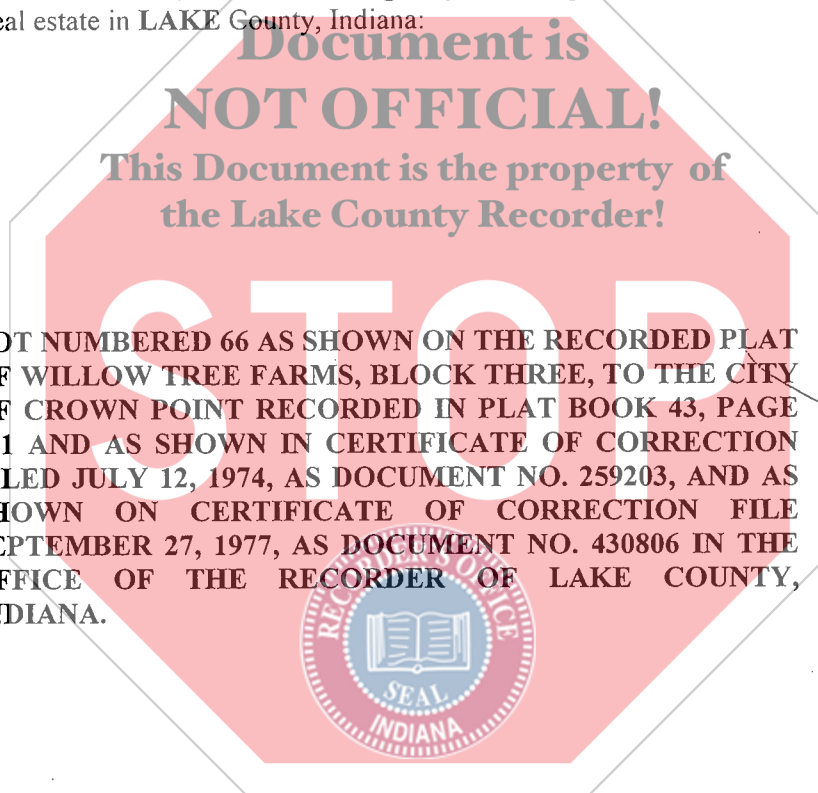 eal estate in LAKE County, Indiana:
Document is
NOT OFFICIAL!
This Document is the property of
the Lake County Recorder!
STOP
OT NUMBERED 66 AS SHOWN ON THE RECORDED PLAT
F WILLOW TREE FARMS, BLOCK THREE, TO THE CITY
F CROWN POINT RECORDED IN PLAT BOOK 43, PAGE
1 AND AS SHOWN IN CERTIFICATE OF CORRECTION
LED JULY 12, 1974, AS DOCUMENT NO. 259203, AND AS
HOWN ON CERTIFICATE OF CORRECTION FILE
EPTEMBER 27, 1977, AS DOCUMENT NO. 430806 IN THE
FFICE OF THE RECORDER OF LAKE COUNTY,
NDIANA.
RECORDER'S OFFICE
SEAL
INDIANA